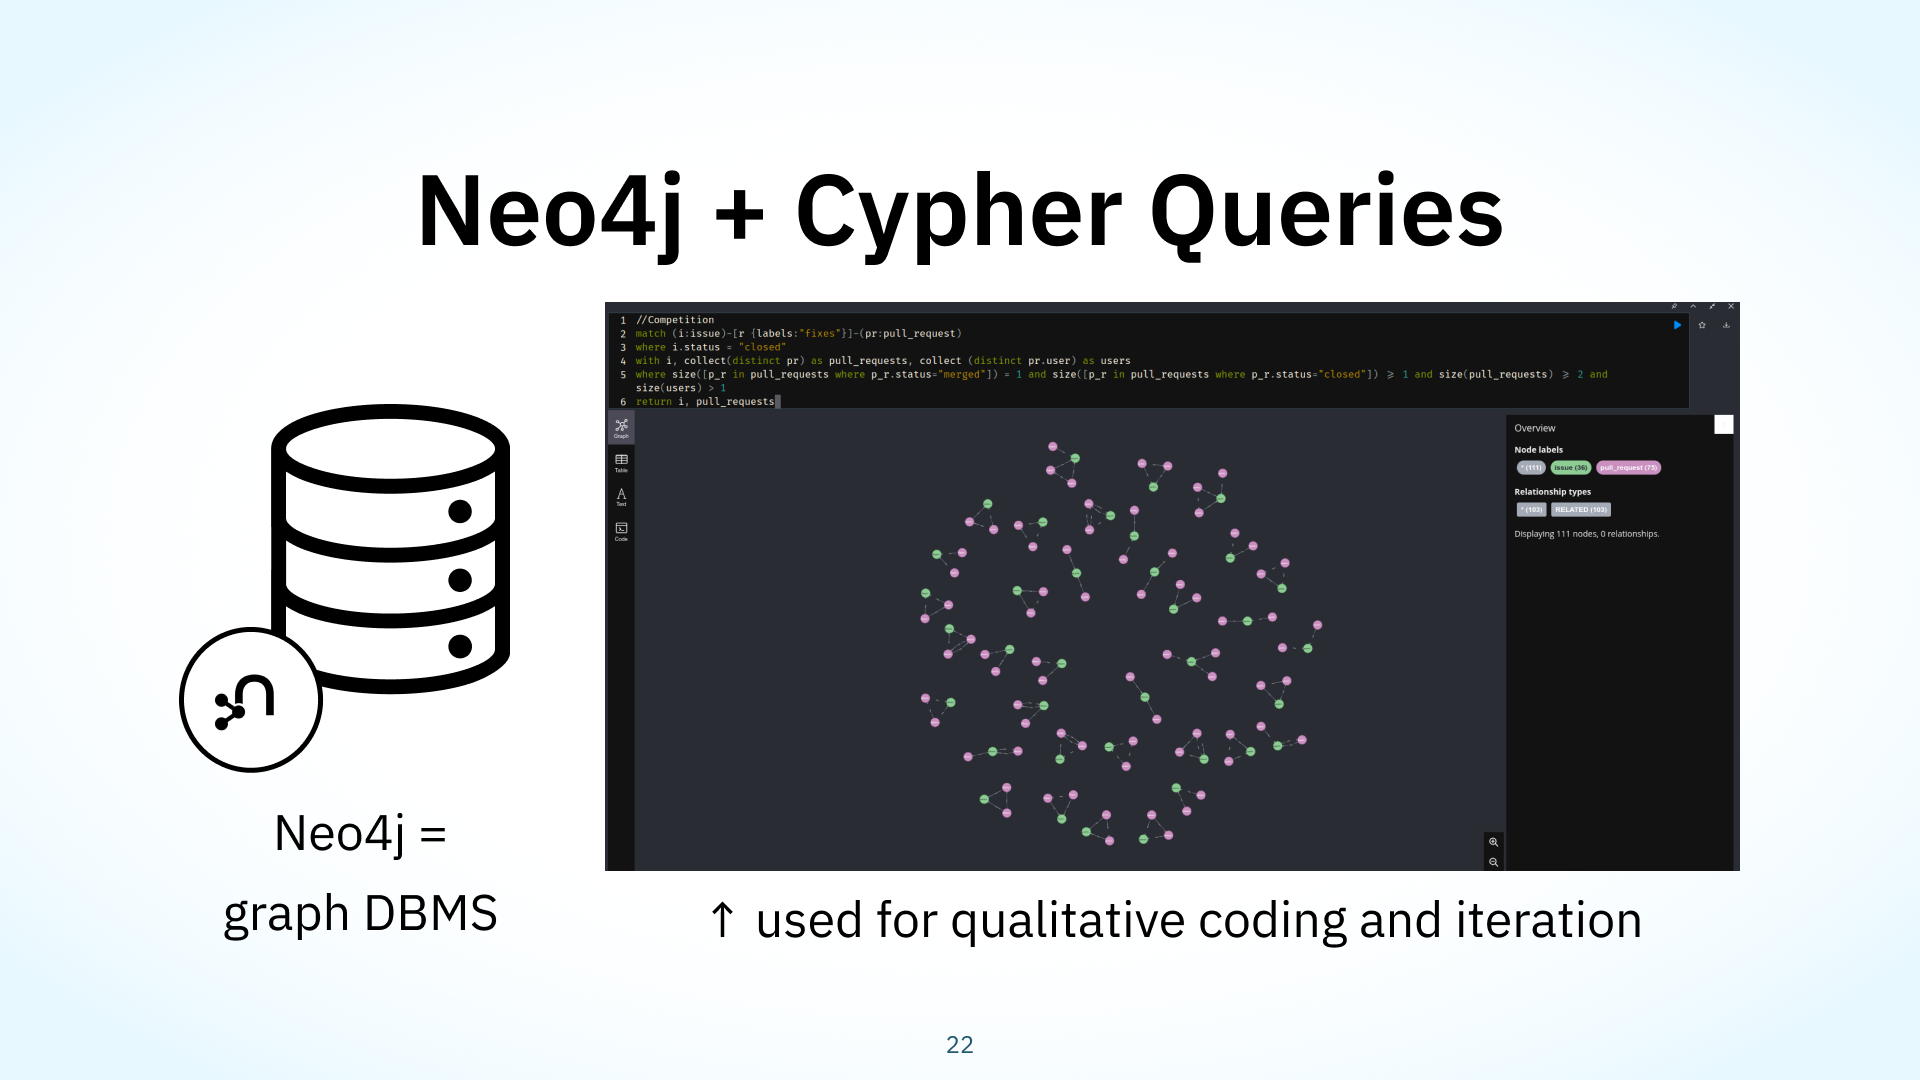 Neo4j + Cypher Queries
1 //Competition
2 match (i:issue)-[r {labels:"fixes"}]-(pr:pull_request)
3 where i.status = "closed"
4 with i, collect(distinct pr) as pull_requests, collect (distinct pr.user) as users
5 where size([p_r in pull_requests where p_r.status="merged"]) = 1 and size([p_r in pull_requests where p_r.status="closed"]) ⩾ 1 and size(pull_requests) ⩾ 2 and
size(users) > 1
6 return i, pull_requests
Graph
Table
A
Text
Code
Overview
Node labels
* (111) issue (36) pull_request (75)
Relationship types
* (103) RELATED (103)
Displaying 111 nodes, 0 relationships.
Neo4j =
graph DBMS
↑ used for qualitative coding and iteration
22